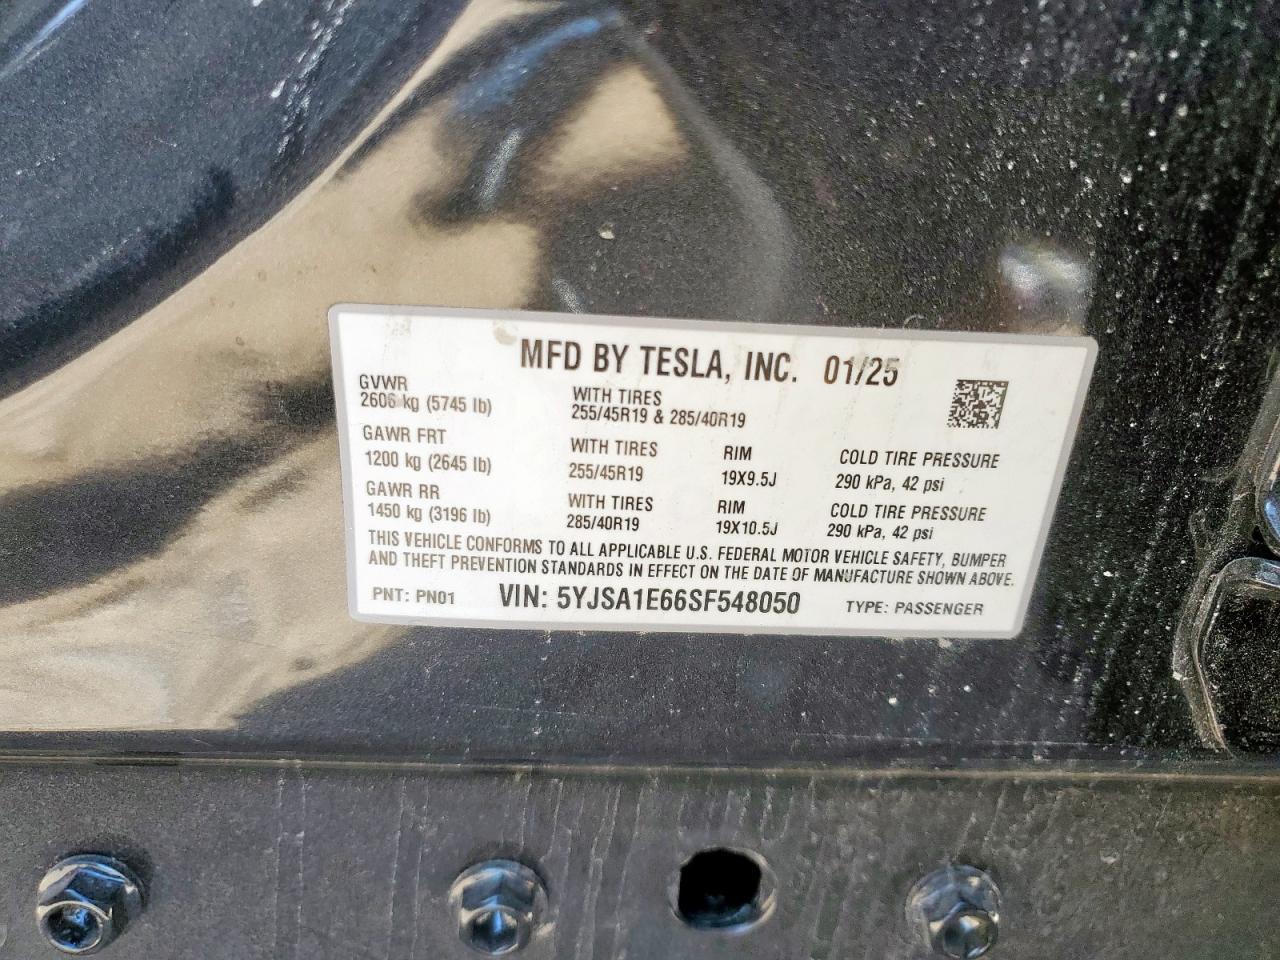 MFD BY TESLA, INC. 01/25
GVWR
2606 kg (5745 lb)
WITH TIRES
255/45R19 & 285/40R19
GAWR FRT
1200 kg (2645 lb)
WITH TIRES
255/45R19
RIM
19X9.5J
COLD TIRE PRESSURE
290 kPa, 42 psi
GAWR RR
1450 kg (3196 lb)
WITH TIRES
285/40R19
RIM
19X10.5J
COLD TIRE PRESSURE
290 kPa, 42 psi
THIS VEHICLE CONFORMS TO ALL APPLICABLE U.S. FEDERAL MOTOR VEHICLE SAFETY, BUMPER
AND THEFT PREVENTION STANDARDS IN EFFECT ON THE DATE OF MANUFACTURE SHOWN ABOVE.
PNT: PN01 VIN: 5YJSA1E66SF548050 TYPE: PASSENGER